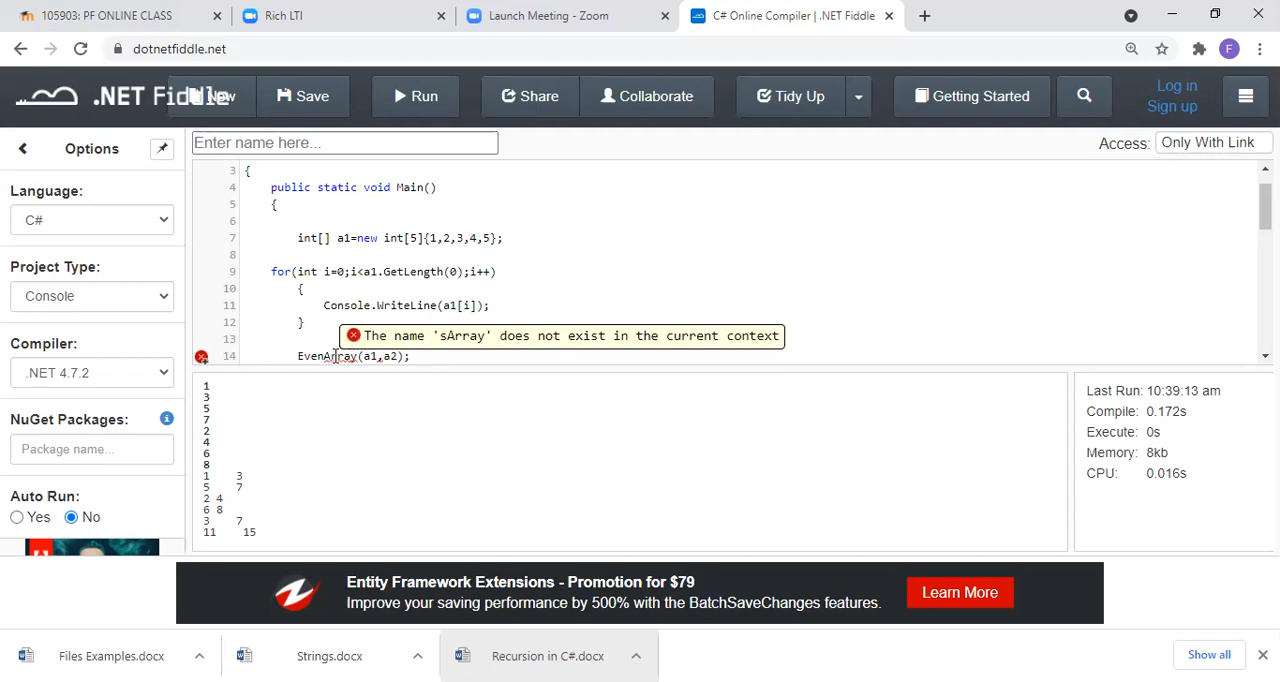 105903: PF ONLINE CLASS
Rich LTI
Launch Meeting - Zoom
C# Online Compiler | .NET Fiddle
dotnetfiddle.net
F
.NET Fiddle
New
Save
Run
Share
Collaborate
Tidy Up
Getting Started
Log in
Sign up
Options
Enter name here...
Access:
Only With Link
Language:
C#
Project Type:
Console
Compiler:
.NET 4.7.2
NuGet Packages:
Package name...
Auto Run:
Yes
No
3 {
4 public static void Main()
5 {
6
7 int[] a1=new int[5]{1,2,3,4,5};
8
9 for(int i=0;i<a1.GetLength(0);i++)
10 {
11 Console.WriteLine(a1[i]);
12 }
13
The name 'sArray' does not exist in the current context
14 EvenArray(a1,a2);
1
3
5
7
2
4
6
8
1 3
5 7
2 4
6 8
3 7
11 15
Last Run: 10:39:13 am
Compile: 0.172s
Execute: 0s
Memory: 8kb
CPU: 0.016s
Entity Framework Extensions - Promotion for $79
Improve your saving performance by 500% with the BatchSaveChanges features.
Learn More
Files Examples.docx
Strings.docx
Recursion in C#.docx
Show all